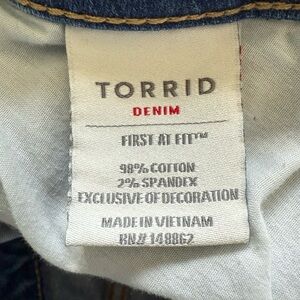 TORRID
DENIM
FIRST AT FIT™
98% COTTON
2% SPANDEX
EXCLUSIVE OF DECORATION
MADE IN VIETNAM
RN# 148862